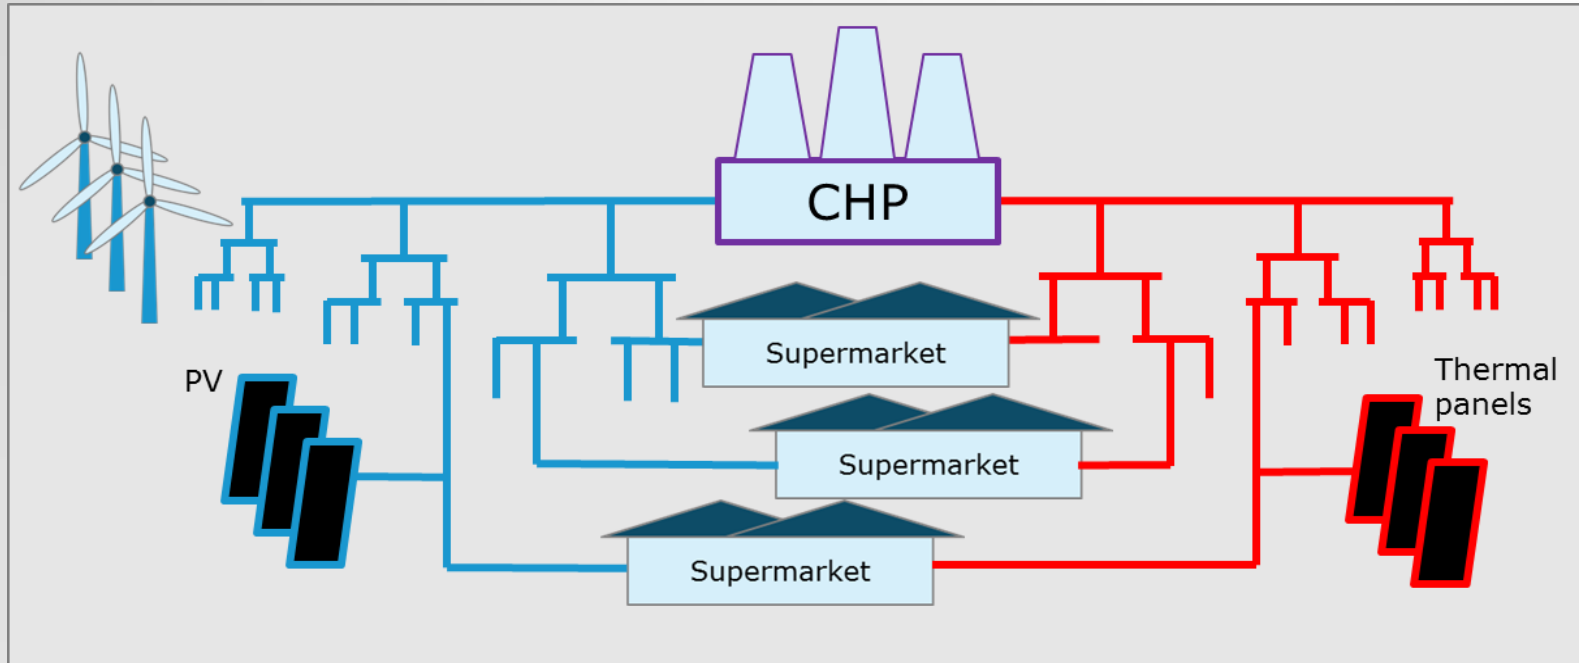 CHP
Supermarket
PV
Thermal
panels
Supermarket
Supermarket